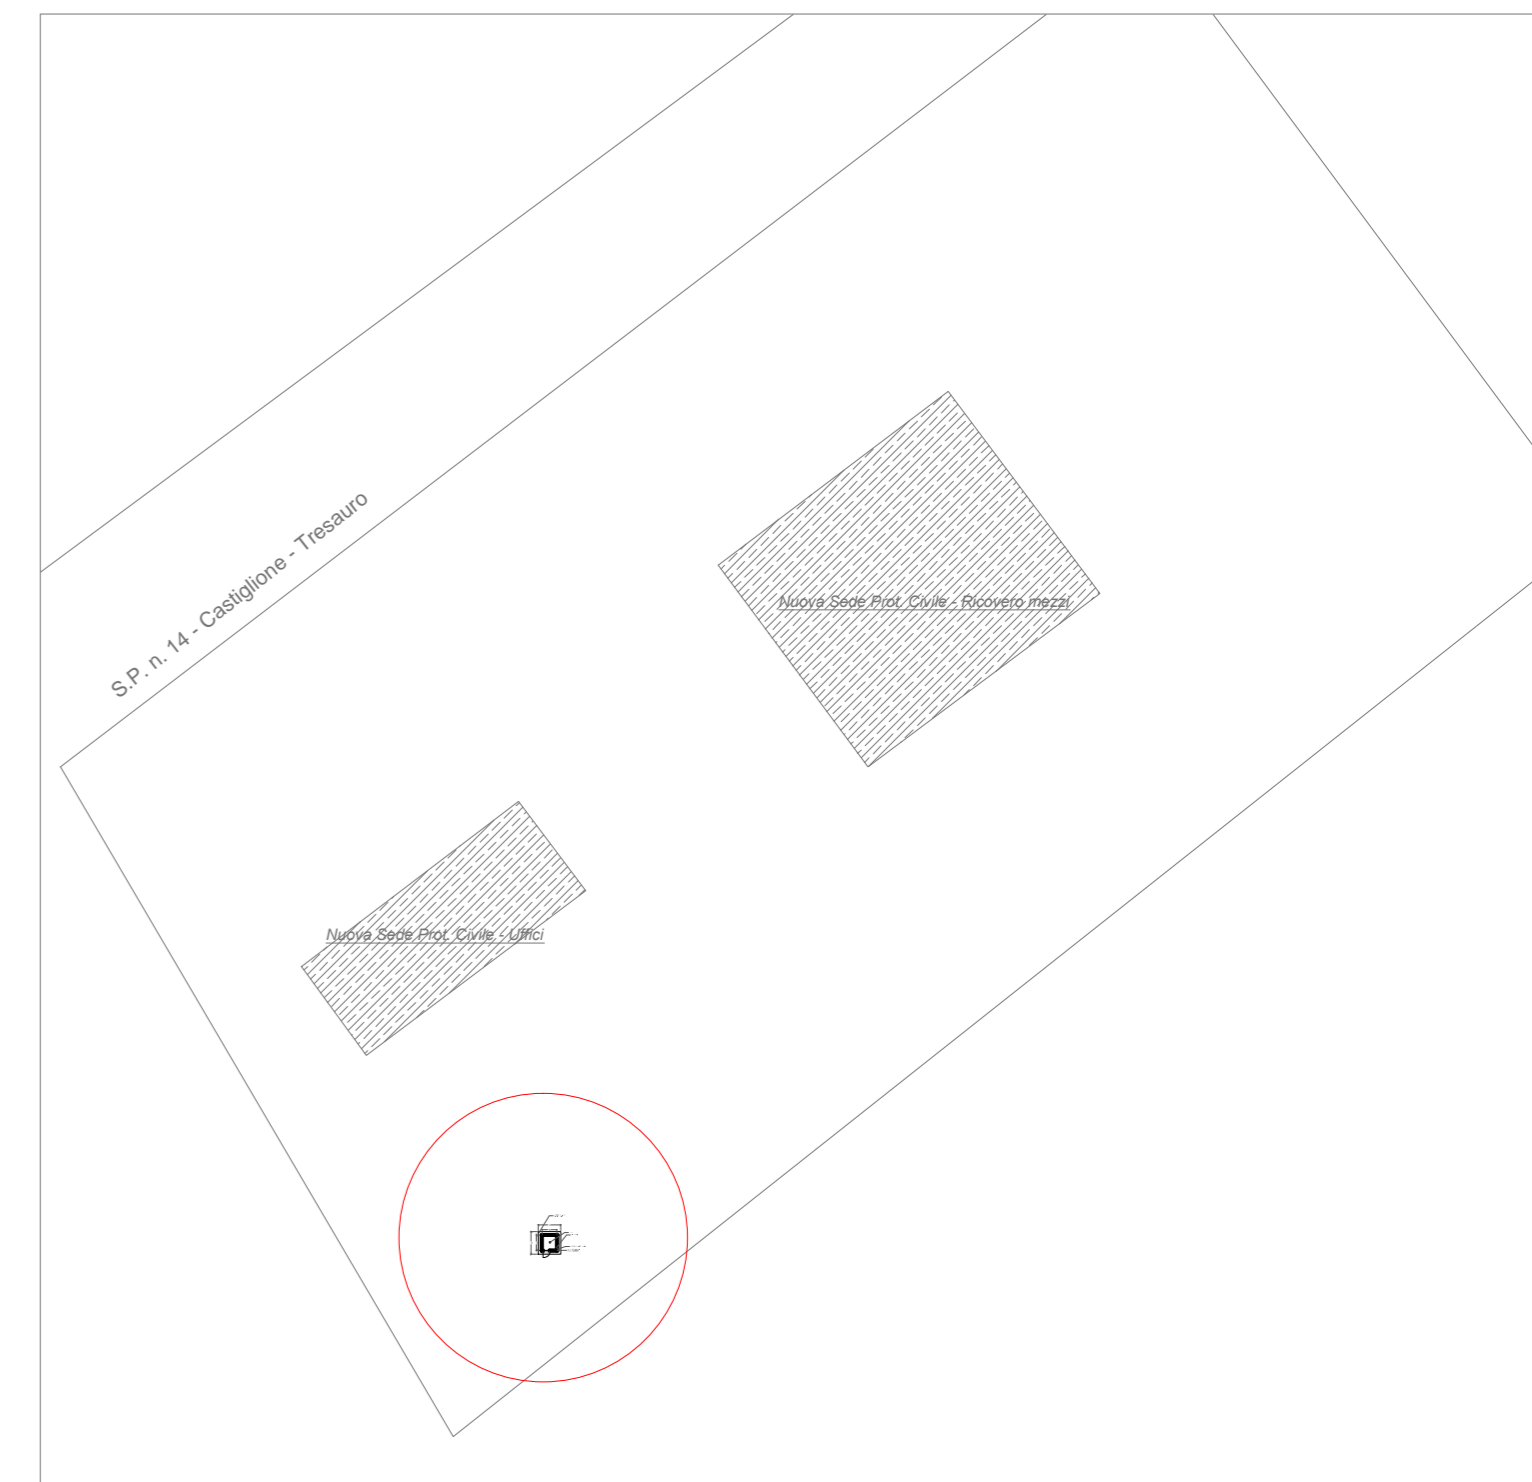 S.P. n. 14 - Castiglione - Tresauro
Nuova Sede Prot. Civile - Ricovero mezzi
Nuova Sede Prot. Civile - Uffici